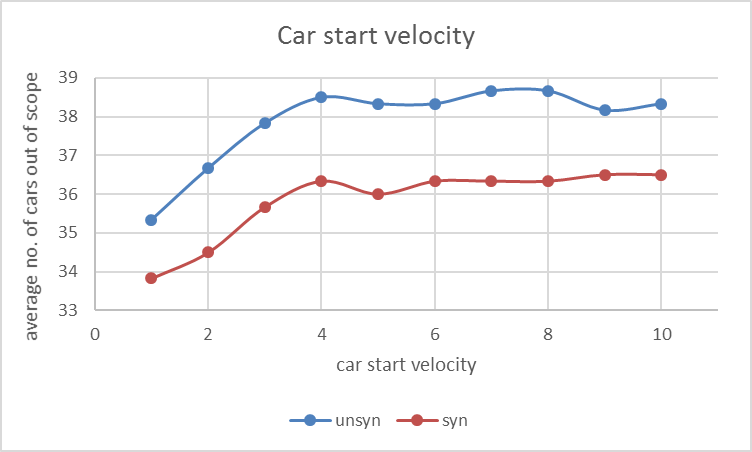 Car start velocity
average no. of cars out of scope
39
38
37
36
35
34
33
0 2 4 6 8 10
car start velocity
unsyn syn